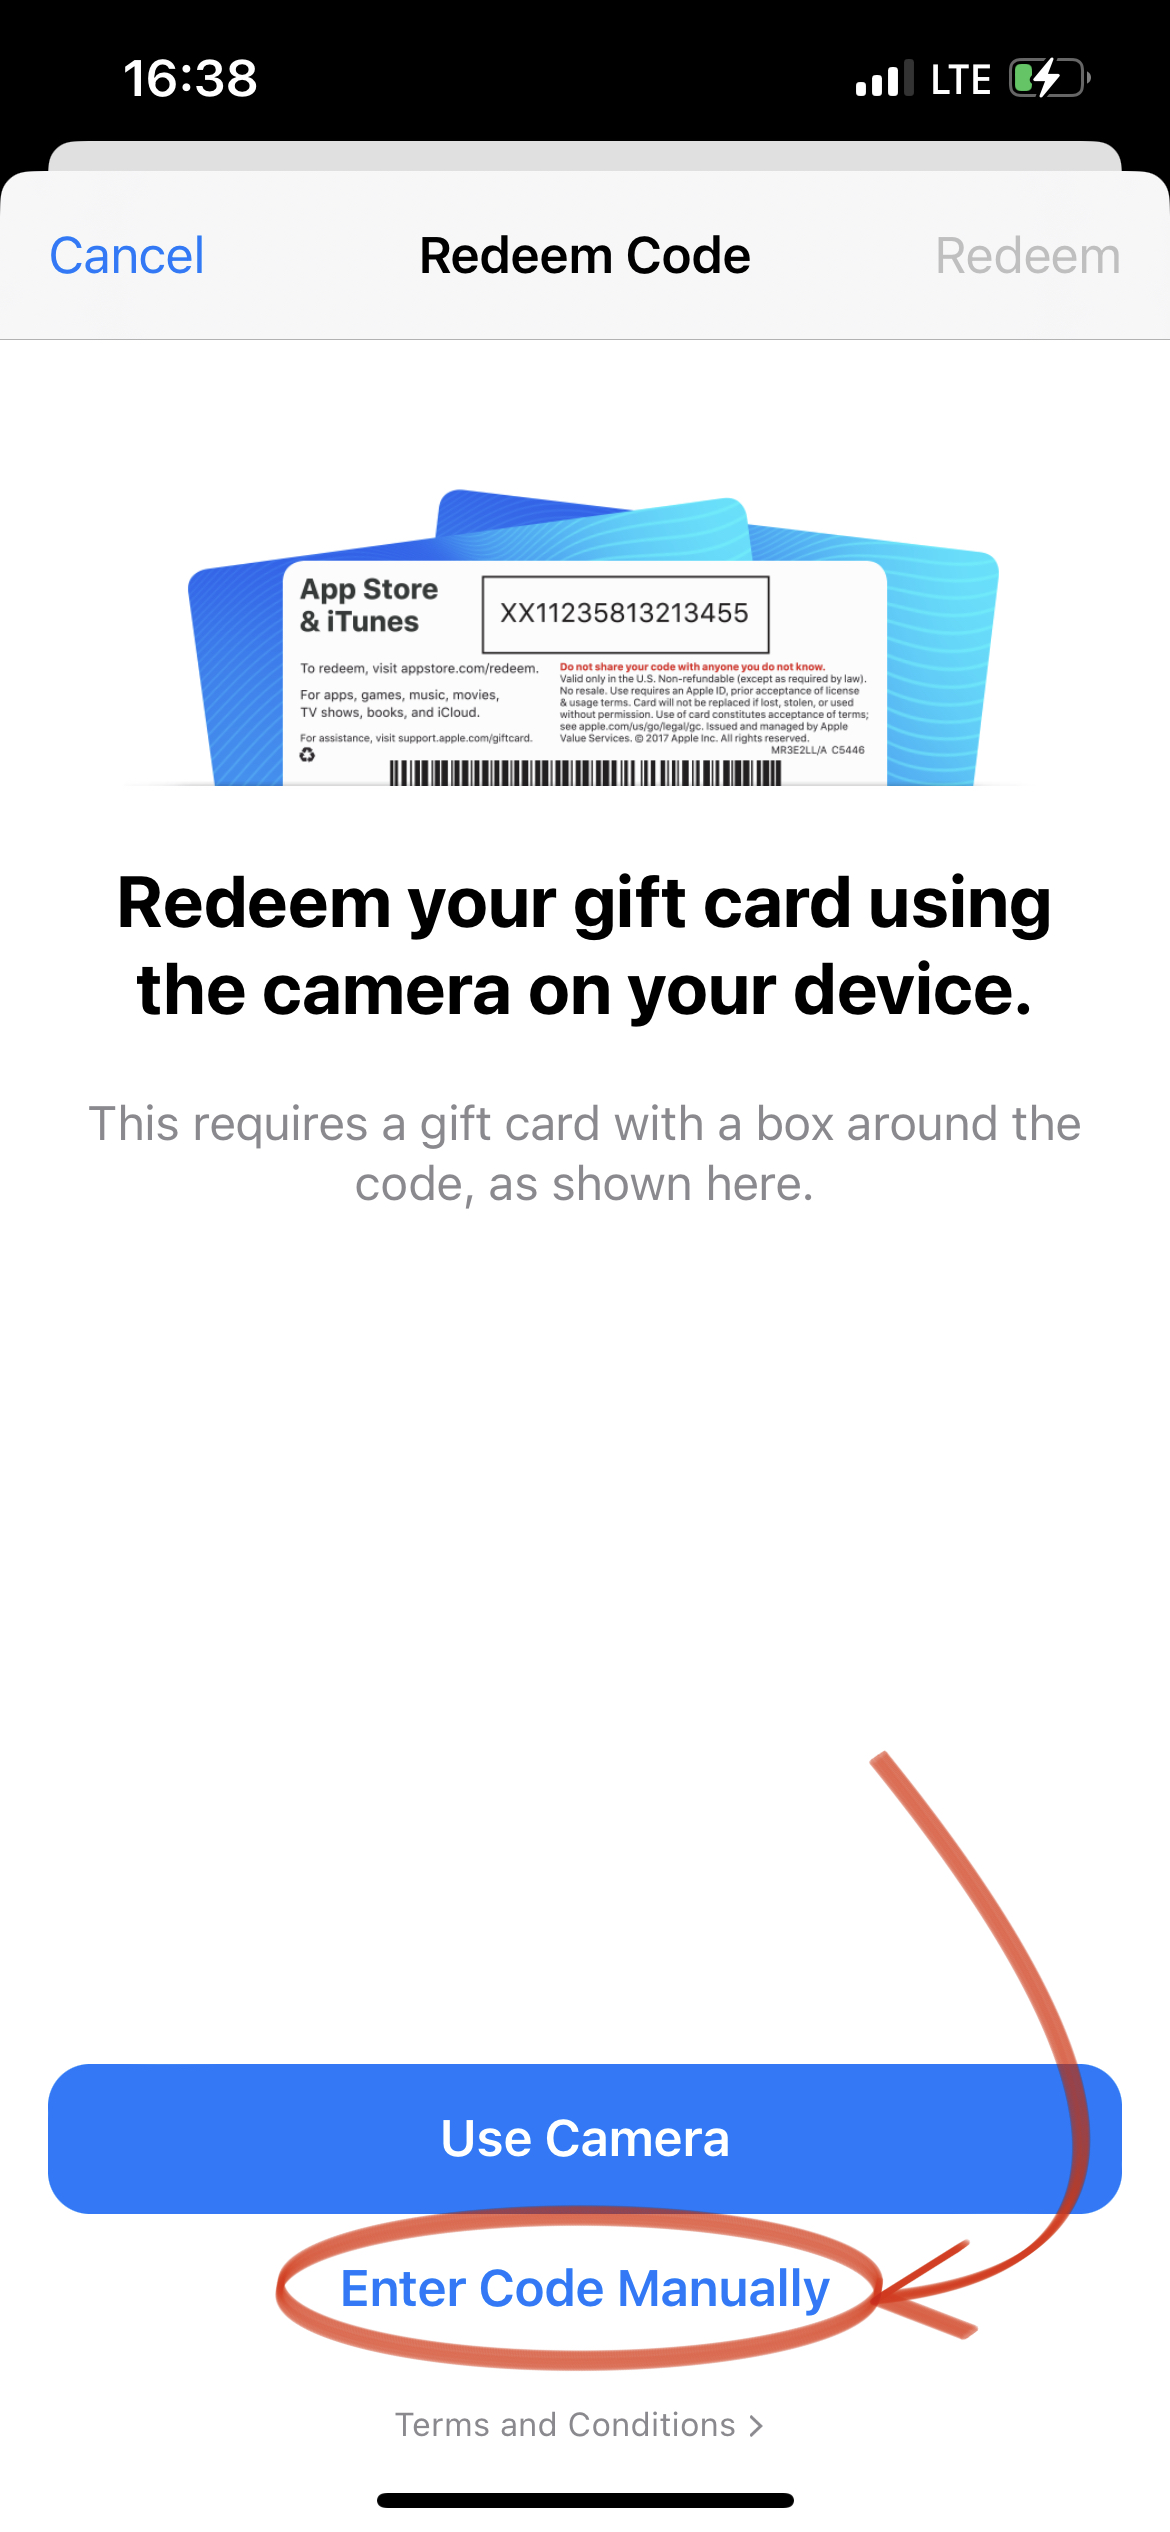 16:38
LTE
Cancel
Redeem Code
Redeem
App Store
& iTunes
XX11235813213455
To redeem, visit appstore.com/redeem.
For apps, games, music, movies,
TV shows, books, and iCloud.
For assistance, visit support.apple.com/giftcard.
Do not share your code with anyone you do not know.
Valid only in the U.S. Non-refundable (except as required by law).
No resale. Use requires an Apple ID, prior acceptance of license
& usage terms. Card will not be replaced if lost, stolen, or used
without permission. Use of card constitutes acceptance of terms;
see apple.com/us/go/legal/gc. Issued and managed by Apple
Value Services. © 2017 Apple Inc. All rights reserved.
MR3E2LL/A C5446
Redeem your gift card using
the camera on your device.
This requires a gift card with a box around the
code, as shown here.
Use Camera
Enter Code Manually
Terms and Conditions >